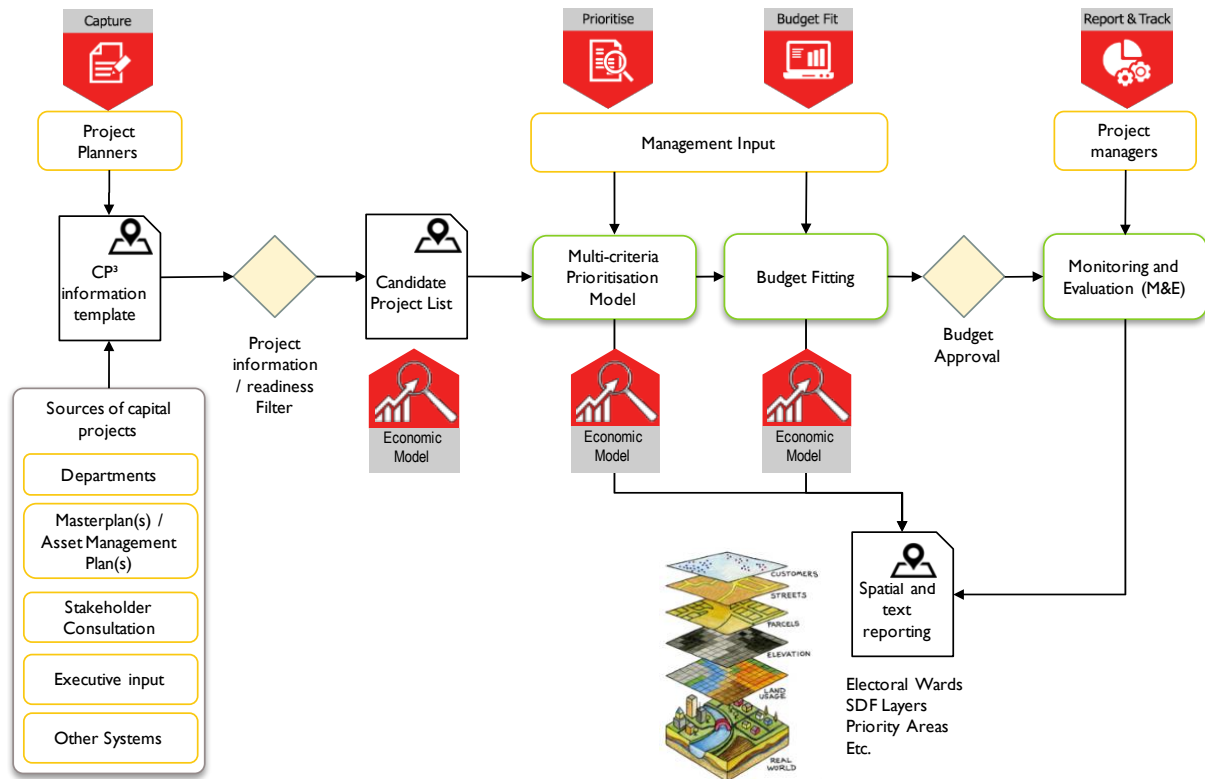 Capture
Prioritise
Budget Fit
Report & Track
Project
Planners
Management Input
Project
managers
CP³
information
template
Candidate
Project List
Multi-criteria
Prioritisation
Model
Budget Fitting
Monitoring and
Evaluation (M&E)
Project
information
/ readiness
Filter
Budget
Approval
Economic
Model
Economic
Model
Economic
Model
Sources of capital
projects
Departments
Masterplan(s) /
Asset Management
Plan(s)
Stakeholder
Consultation
Executive input
Other Systems
CUSTOMERS
STREETS
PARCELS
ELEVATION
LAND
USAGE
REAL
WORLD
Spatial and
text
reporting
Electoral Wards
SDF Layers
Priority Areas
Etc.